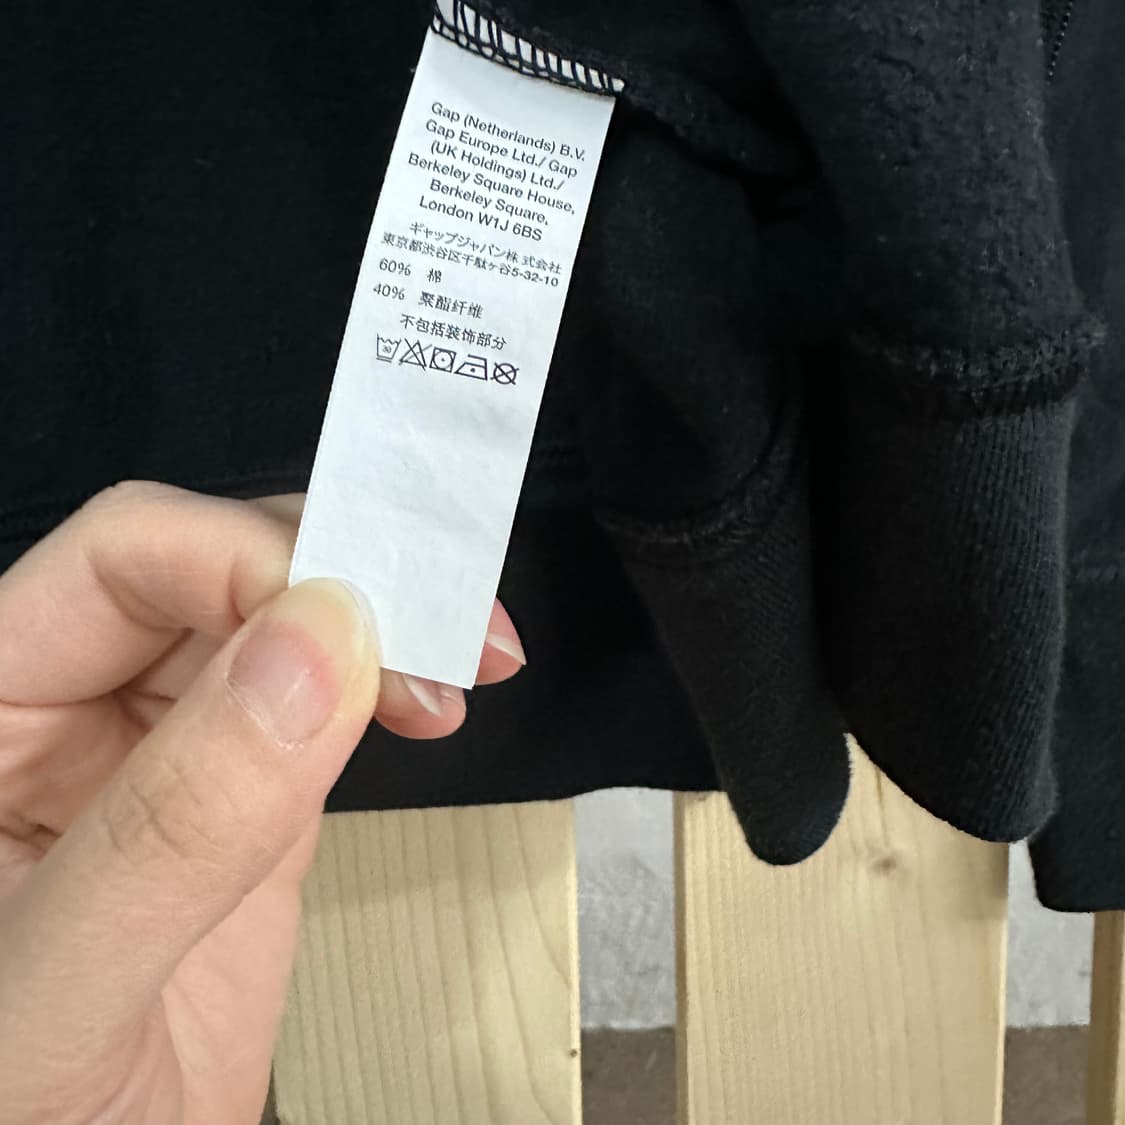 Gap (Netherlands) B.V.
Gap Europe Ltd./ Gap
(UK Holdings) Ltd./
Berkeley Square House,
Berkeley Square,
London W1J 6BS
ギャップジャパン株 式会社
東京都渋谷区千駄ヶ谷5-32-10
60% 棉
40% 聚酯纤维
不包括装饰部分
30